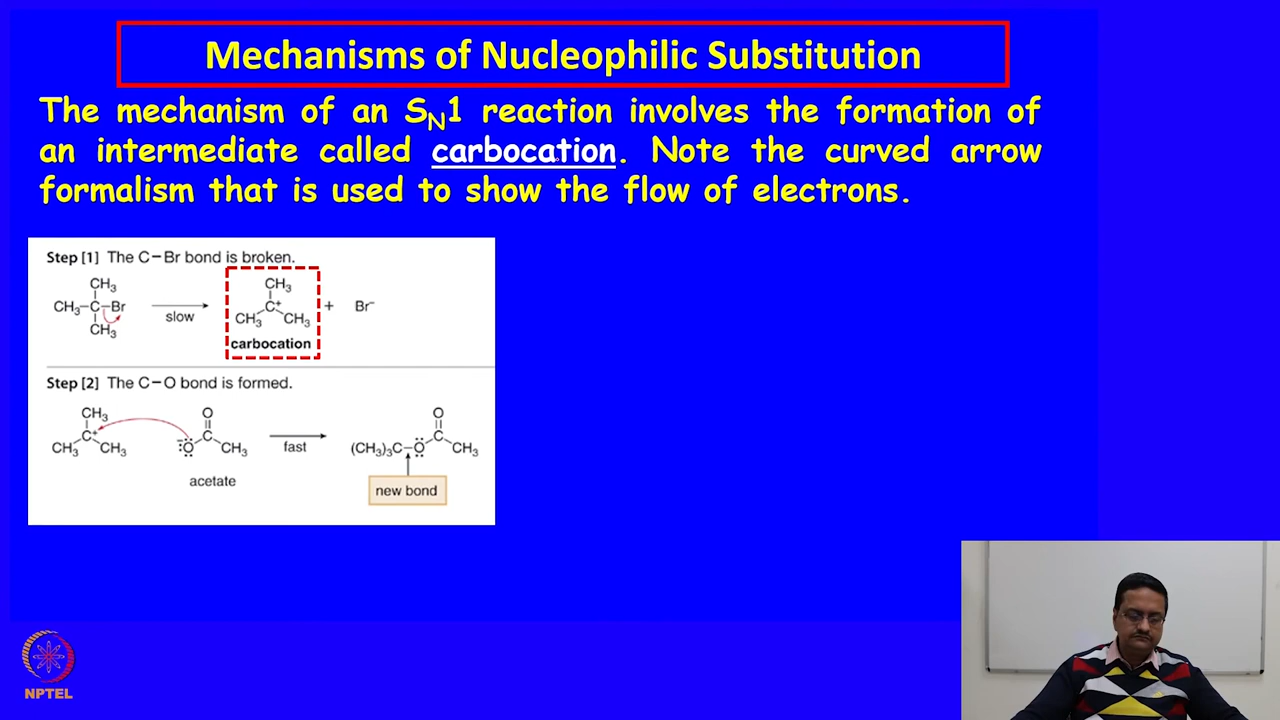 Mechanisms of Nucleophilic Substitution
The mechanism of an SN1 reaction involves the formation of
an intermediate called carbocation. Note the curved arrow
formalism that is used to show the flow of electrons.
Step [1] The C–Br bond is broken.
CH3
CH3–C–Br
CH3
slow
CH3
C+
CH3 CH3
carbocation
+ Br–
Step [2] The C–O bond is formed.
CH3
C+
CH3 CH3
O
–:O: C CH3
acetate
fast
O
(CH3)3C–O C CH3
new bond
NPTEL